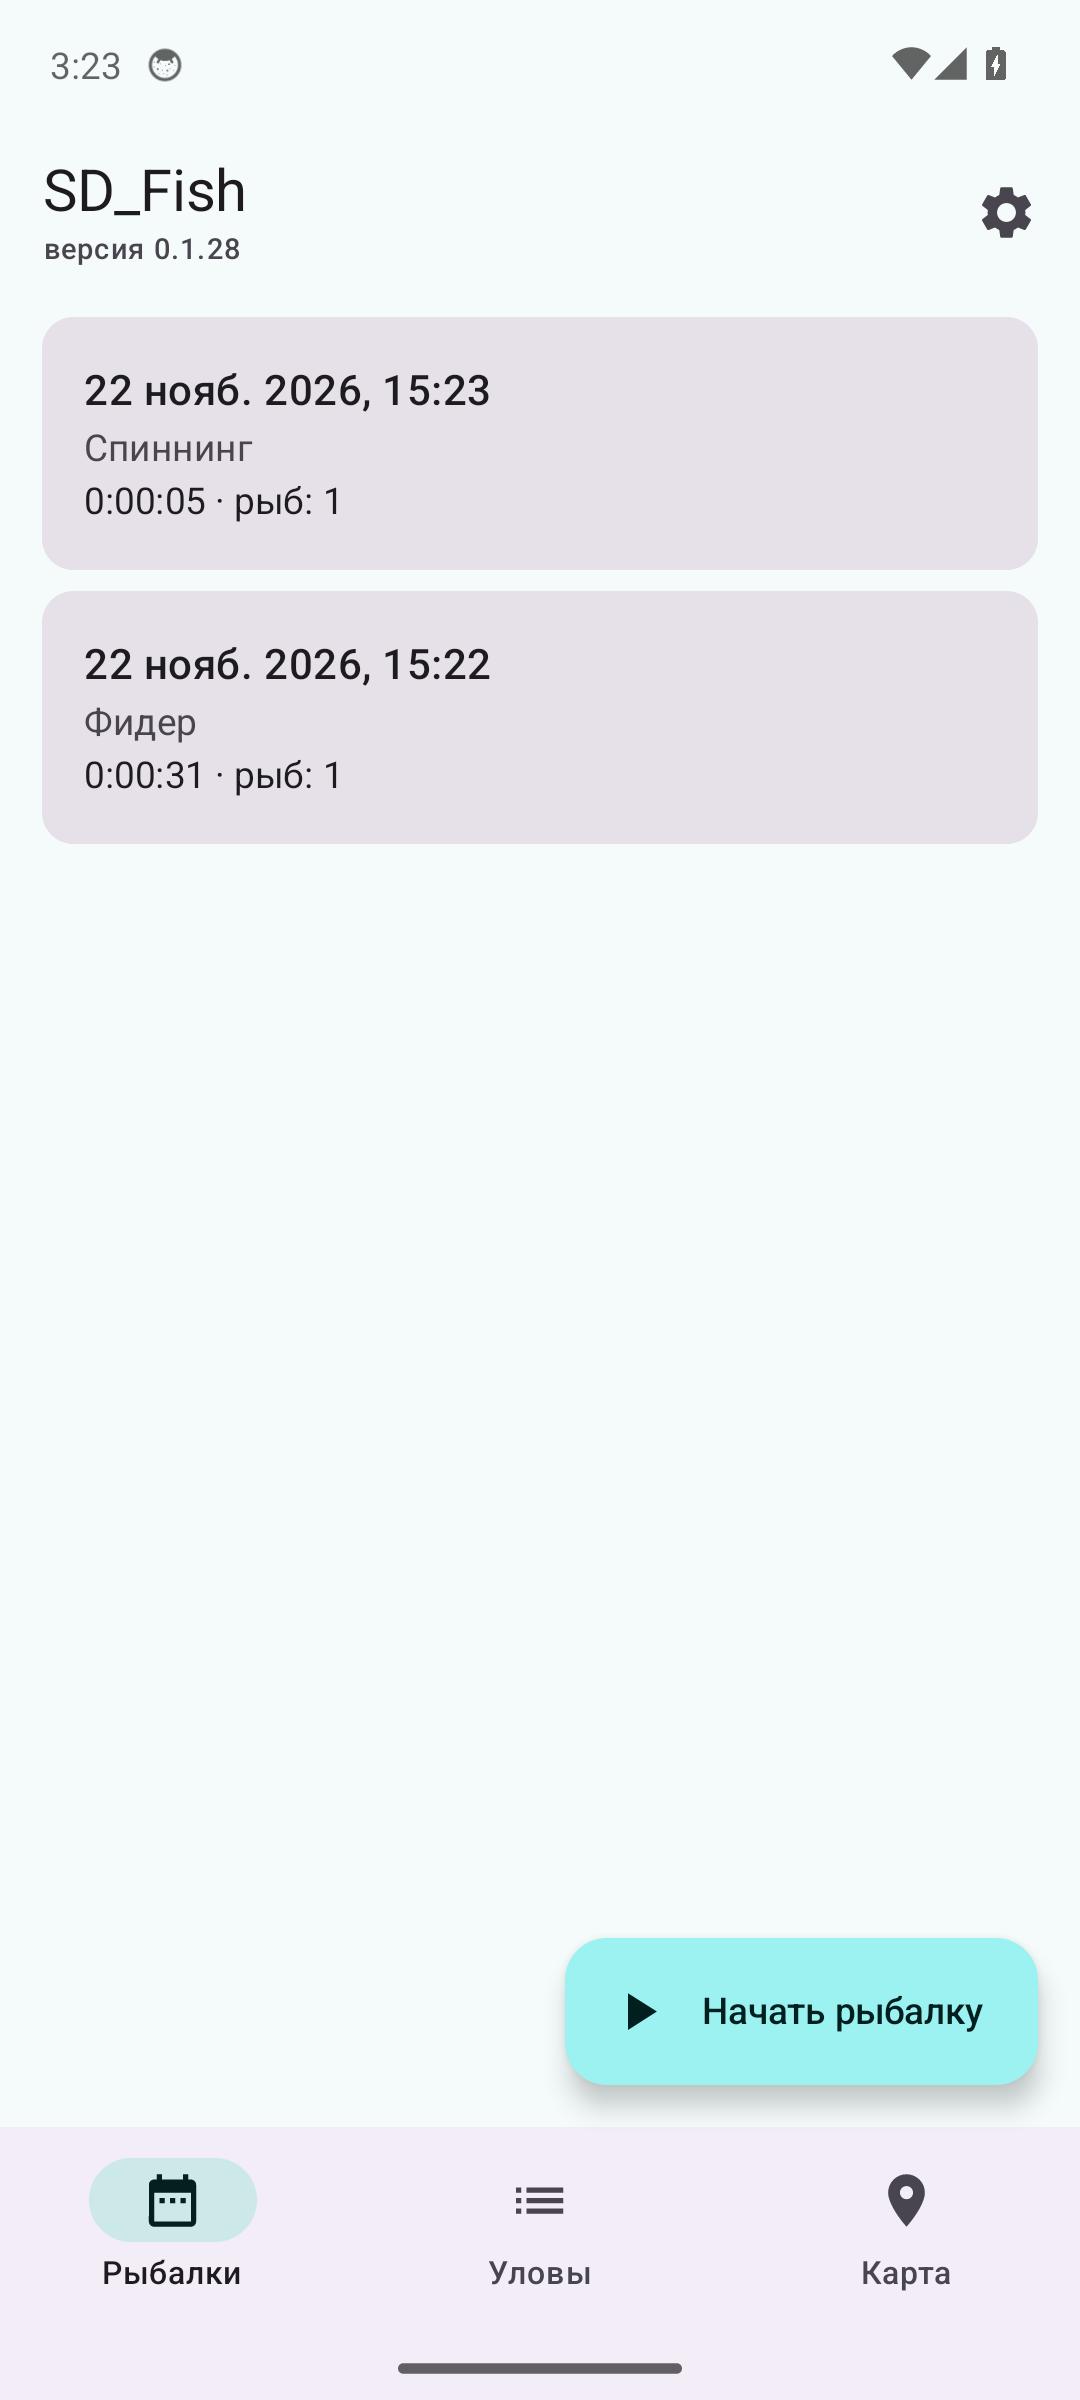 3:23
SD_Fish
версия 0.1.28
22 нояб. 2026, 15:23
Спиннинг
0:00:05 · рыб: 1
22 нояб. 2026, 15:22
Фидер
0:00:31 · рыб: 1
Начать рыбалку
Рыбалки
Уловы
Карта